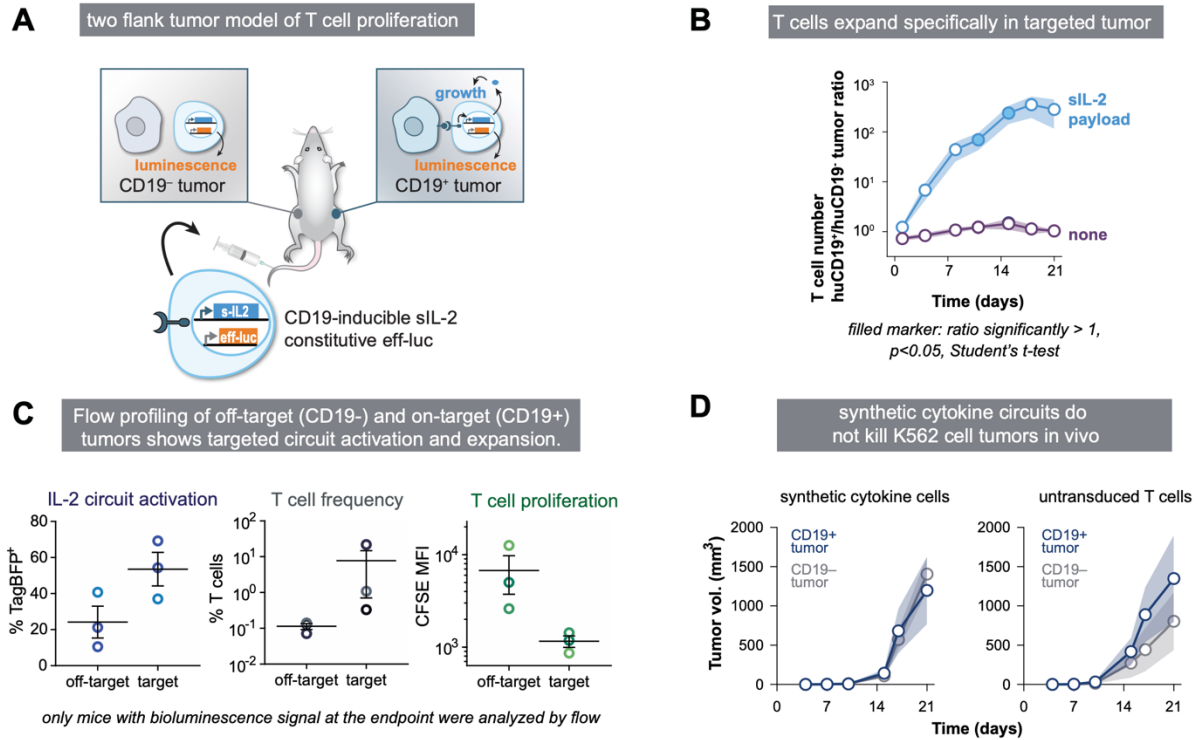 A
two flank tumor model of T cell proliferation
luminescence
CD19⁻ tumor
growth
luminescence
CD19⁺ tumor
s-IL2
eff-luc
CD19-inducible sIL-2
constitutive eff-luc
B
T cells expand specifically in targeted tumor
T cell number
huCD19⁺/huCD19⁻ tumor ratio
10³
10²
10¹
10⁰
sIL-2
payload
none
0 7 14 21
Time (days)
filled marker: ratio significantly > 1,
p<0.05, Student's t-test
C
Flow profiling of off-target (CD19-) and on-target (CD19+)
tumors shows targeted circuit activation and expansion.
IL-2 circuit activation
% TagBFP⁺
80
60
40
20
0
off-target target
T cell frequency
% T cells
10²
10¹
10⁰
10⁻¹
10⁻²
off-target target
T cell proliferation
CFSE MFI
10⁴
10³
off-target target
only mice with bioluminescence signal at the endpoint were analyzed by flow
D
synthetic cytokine circuits do
not kill K562 cell tumors in vivo
synthetic cytokine cells
Tumor vol. (mm³)
2000
1500
1000
500
0
CD19+
tumor
CD19–
tumor
0 7 14 21
untransduced T cells
2000
1500
1000
500
0
CD19+
tumor
CD19–
tumor
0 7 14 21
Time (days)